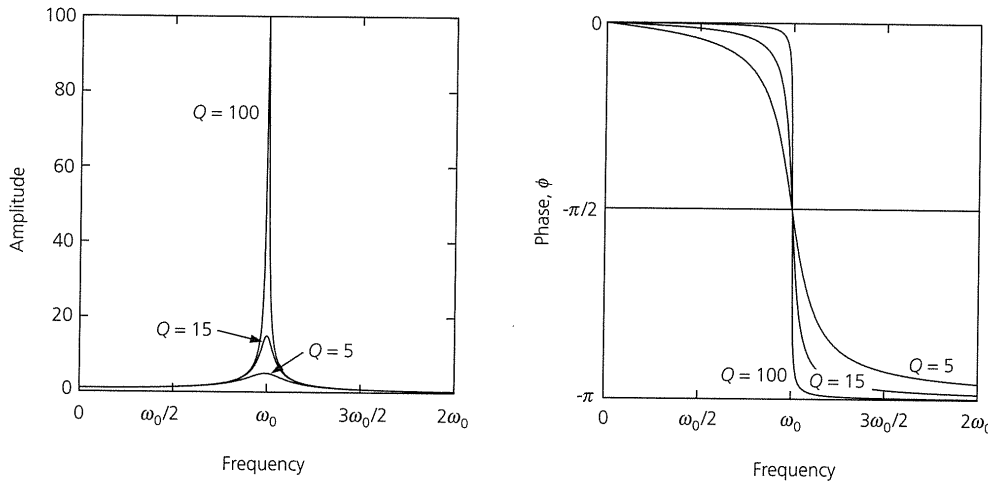 100
80
60
40
20
0
Amplitude
Q = 100
Q = 15
Q = 5
0
ω₀/2
ω₀
3ω₀/2
2ω₀
Frequency
0
-π/2
-π
Phase, ϕ
Q = 5
Q = 100
Q = 15
0
ω₀/2
ω₀
3ω₀/2
2ω₀
Frequency